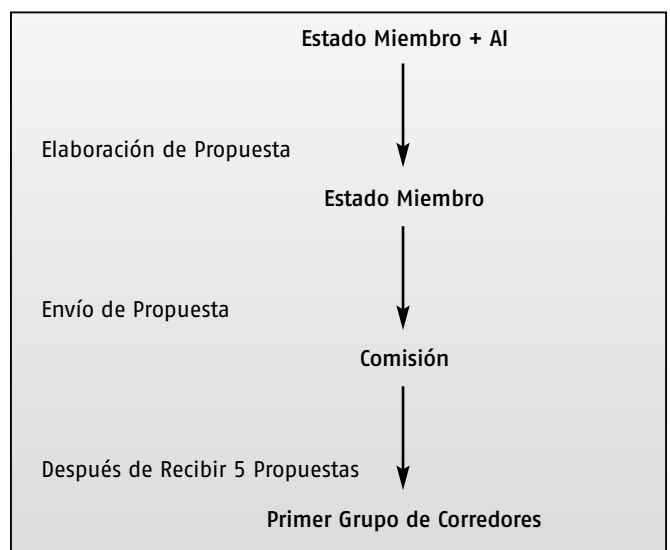 Estado Miembro + AI
Elaboración de Propuesta
Estado Miembro
Envío de Propuesta
Comisión
Después de Recibir 5 Propuestas
Primer Grupo de Corredores